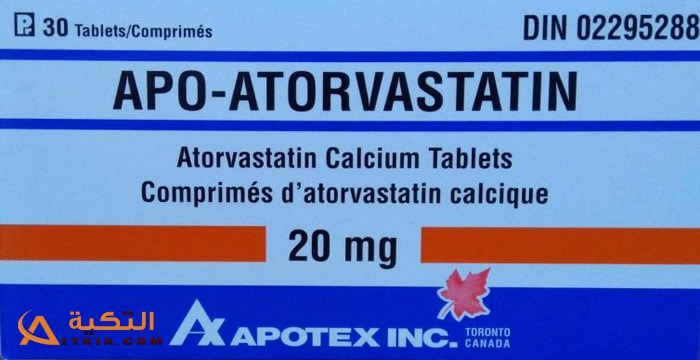 Pr 30 Tablets/Comprimés
DIN 02295288
APO-ATORVASTATIN
Atorvastatin Calcium Tablets
Comprimés d'atorvastatin calcique
20 mg
التكية
ALTKIA.COM
APOTEX INC.
TORONTO
CANADA